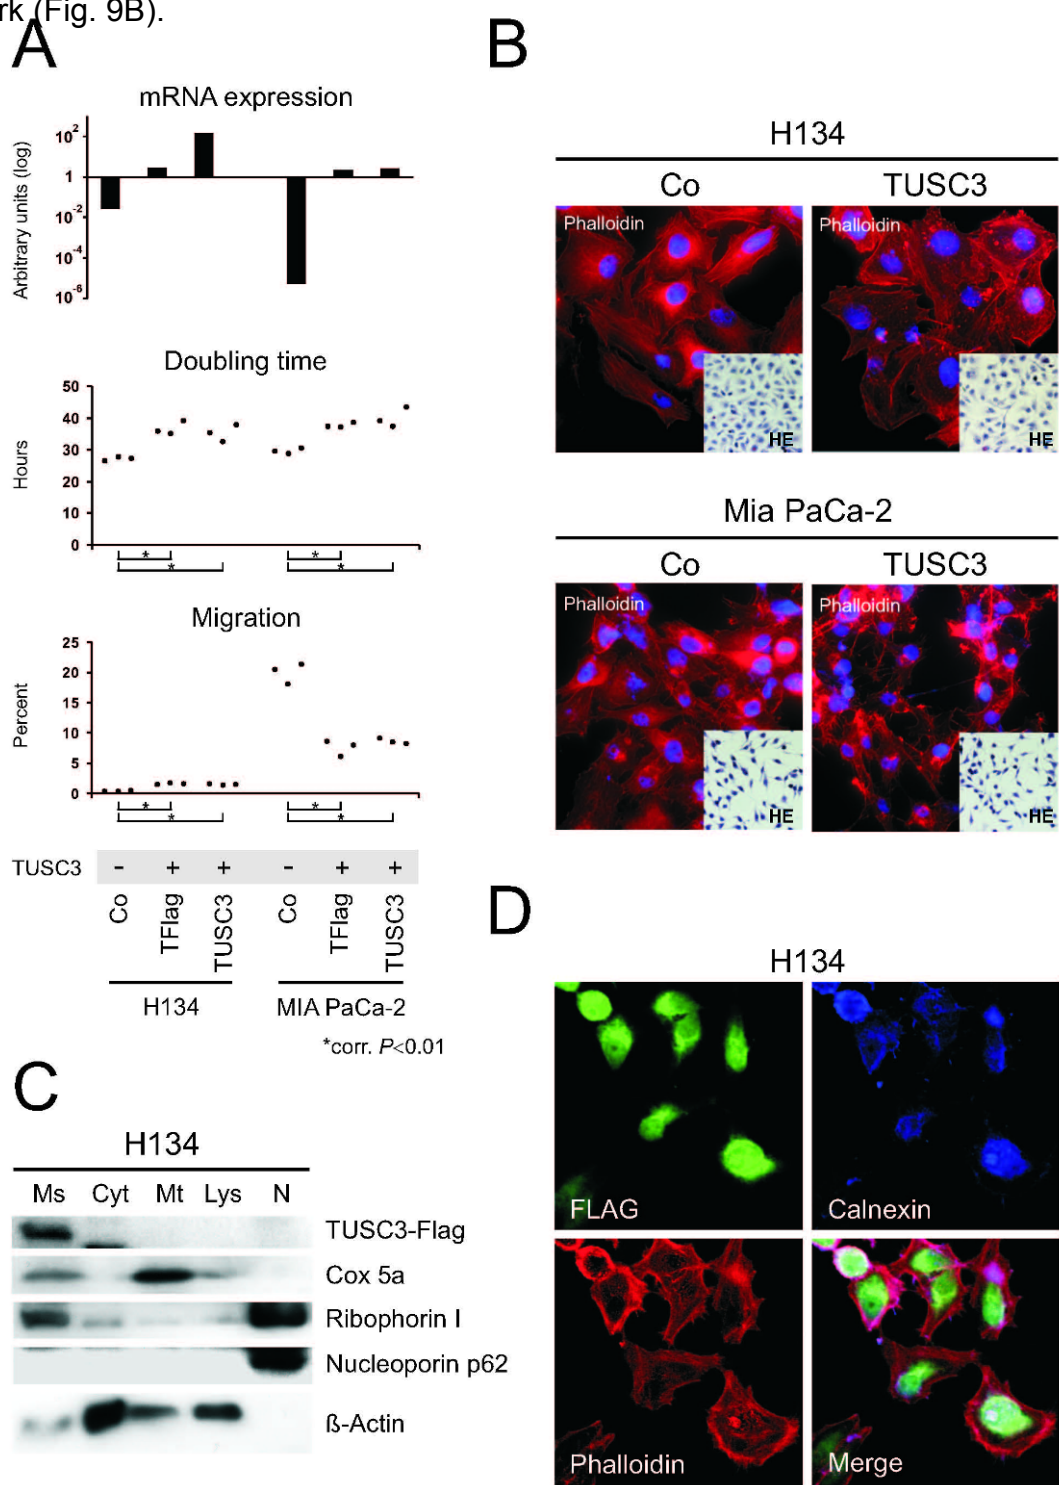 rk (Fig. 9B).
A
mRNA expression
Arbitrary units (log)
10²
1
10⁻²
10⁻⁴
10⁻⁶
Doubling time
Hours
50
40
30
20
10
0
*
*
*
*
Migration
Percent
25
20
15
10
5
0
*
*
*
*
TUSC3 - + + - + +
Co TFlag TUSC3 Co TFlag TUSC3
H134 MIA PaCa-2
*corr. P<0.01
B
H134
Co TUSC3
Phalloidin Phalloidin
HE HE
Mia PaCa-2
Co TUSC3
Phalloidin Phalloidin
HE HE
C
H134
Ms Cyt Mt Lys N
TUSC3-Flag
Cox 5a
Ribophorin I
Nucleoporin p62
ß-Actin
D
H134
FLAG Calnexin
Phalloidin Merge